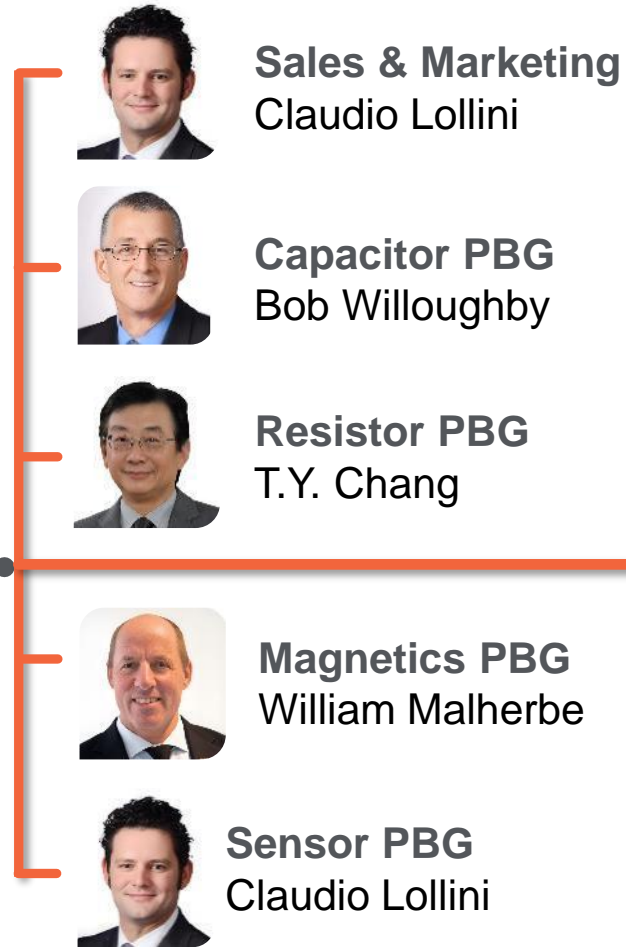 Sales & Marketing
Claudio Lollini
Capacitor PBG
Bob Willoughby
Resistor PBG
T.Y. Chang
Magnetics PBG
William Malherbe
Sensor PBG
Claudio Lollini